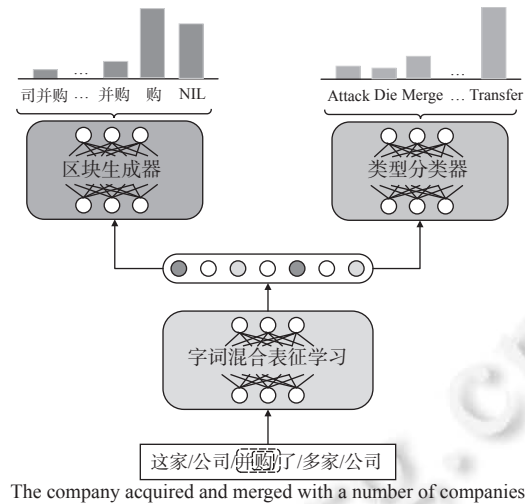 司并购 … 并购 购 NIL
Attack Die Merge … Transfer
区块生成器
类型分类器
字词混合表征学习
这家/公司/并购/了/多家/公司
The company acquired and merged with a number of companies